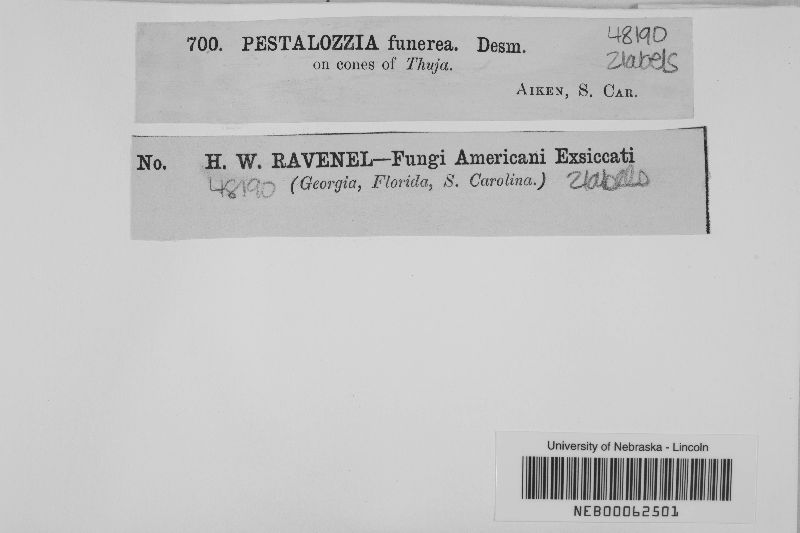 700. PESTALOZZIA funerea. Desm. 48190
on cones of Thuja. 2labels
AIKEN, S. CAR.
No. H. W. RAVENEL—Fungi Americani Exsiccati
48190 (Georgia, Florida, S. Carolina.) 2labels
University of Nebraska - Lincoln
NEB00062501